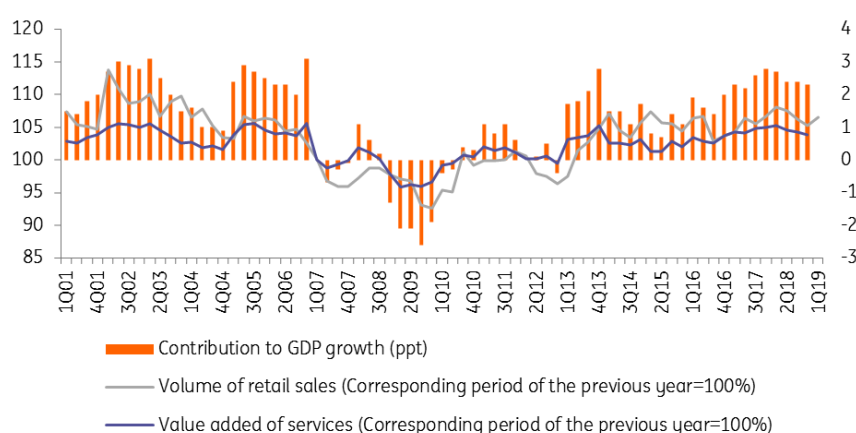 120
115
110
105
100
95
90
85
4
3
2
1
0
-1
-2
-3
1Q01
4Q01
3Q02
2Q03
1Q04
4Q04
3Q05
2Q06
1Q07
4Q07
3Q08
2Q09
1Q10
4Q10
3Q11
2Q12
1Q13
4Q13
3Q14
2Q15
1Q16
4Q16
3Q17
2Q18
1Q19
Contribution to GDP growth (ppt)
Volume of retail sales (Corresponding period of the previous year=100%)
Value added of services (Corresponding period of the previous year=100%)